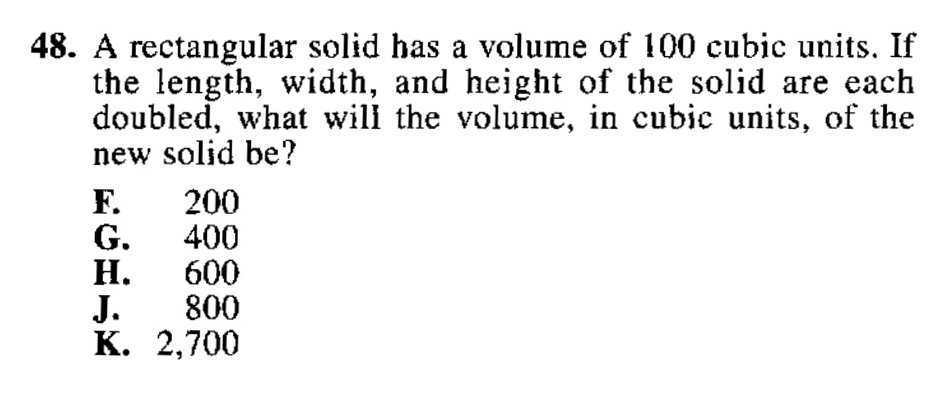 48. A rectangular solid has a volume of 100 cubic units. If
the length, width, and height of the solid are each
doubled, what will the volume, in cubic units, of the
new solid be?
F. 200
G. 400
H. 600
J. 800
K. 2,700